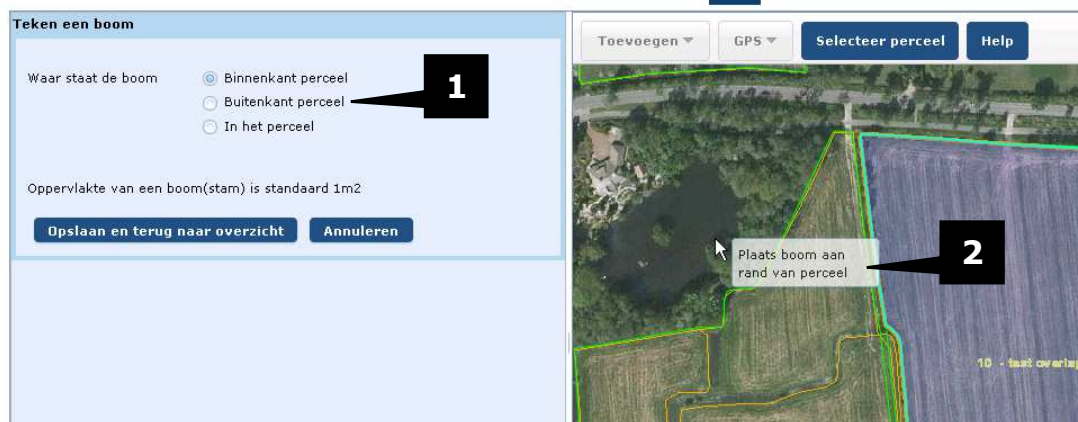 Teken een boom
Waar staat de boom
Binnenkant perceel
Buitenkant perceel
In het perceel
1
Oppervlakte van een boom(stam) is standaard 1m2
Opslaan en terug naar overzicht
Annuleren
Toevoegen
GPS
Selecteer perceel
Help
Plaats boom aan
rand van perceel
2
10 - test overlap